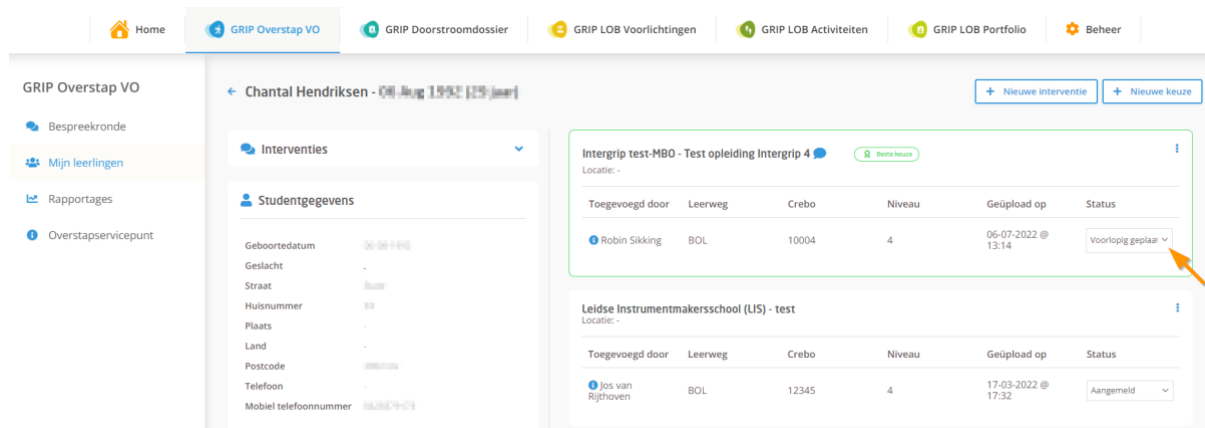 Home
GRIP Overstap VO
GRIP Doorstroomdossier
GRIP LOB Voorlichtingen
GRIP LOB Activiteiten
GRIP LOB Portfolio
Beheer
GRIP Overstap VO
Bespreekronde
Mijn leerlingen
Rapportages
Overstapservicepunt
Chantal Hendriksen -
+ Nieuwe interventie
+ Nieuwe keuze
Interventies
Studentgegevens
Geboortedatum
Geslacht -
Straat
Huisnummer
Plaats -
Land -
Postcode
Telefoon -
Mobiel telefoonnummer
Intergrip test-MBO - Test opleiding Intergrip 4
Beste keuze
Locatie: -
Toegevoegd door Leerweg Crebo Niveau Geüpload op Status
Robin Sikking BOL 10004 4 06-07-2022 @ 13:14 Voorlopig geplaat
Leidse Instrumentmakersschool (LIS) - test
Locatie: -
Toegevoegd door Leerweg Crebo Niveau Geüpload op Status
Jos van Rijthoven BOL 12345 4 17-03-2022 @ 17:32 Aangemeld